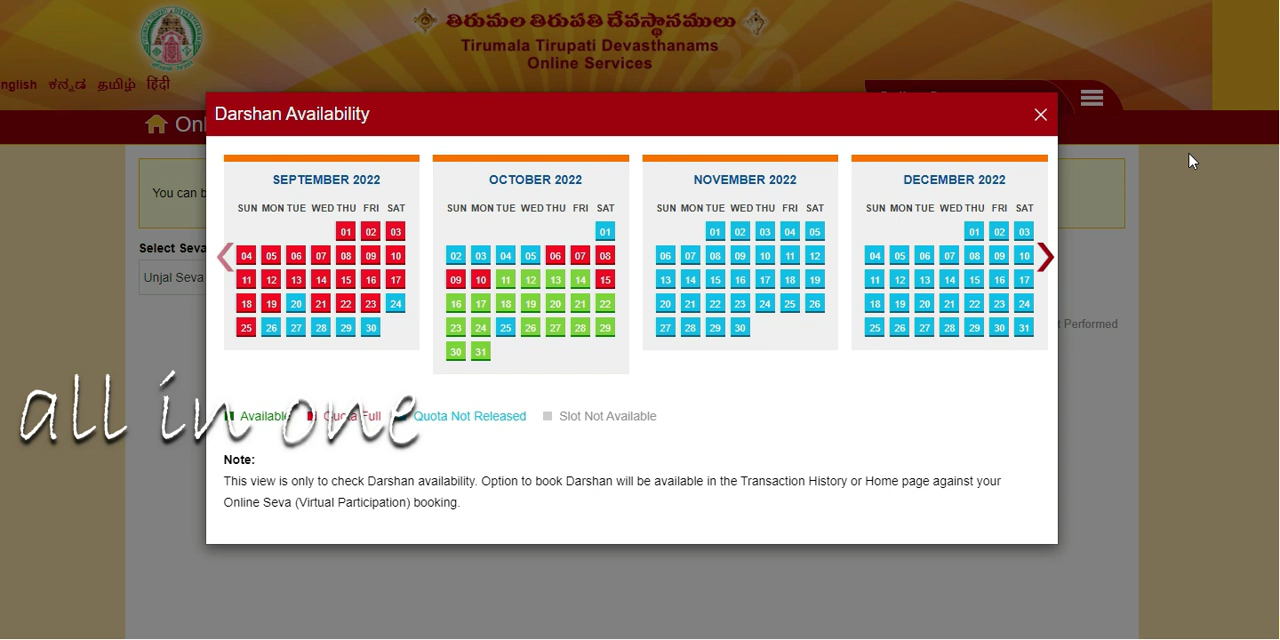 తిరుమల తిరుపతి దేవస్థానములు
Tirumala Tirupati Devasthanams
Online Services
nglish ಕನ್ನಡ தமிழ் हिंदी
Darshan Availability
You can b
Select Seva
Unjal Seva
t Performed
SEPTEMBER 2022
SUN MON TUE WED THU FRI SAT
01 02 03
04 05 06 07 08 09 10
11 12 13 14 15 16 17
18 19 20 21 22 23 24
25 26 27 28 29 30
OCTOBER 2022
SUN MON TUE WED THU FRI SAT
01
02 03 04 05 06 07 08
09 10 11 12 13 14 15
16 17 18 19 20 21 22
23 24 25 26 27 28 29
30 31
NOVEMBER 2022
SUN MON TUE WED THU FRI SAT
01 02 03 04 05
06 07 08 09 10 11 12
13 14 15 16 17 18 19
20 21 22 23 24 25 26
27 28 29 30
DECEMBER 2022
SUN MON TUE WED THU FRI SAT
01 02 03
04 05 06 07 08 09 10
11 12 13 14 15 16 17
18 19 20 21 22 23 24
25 26 27 28 29 30 31
all in one
Available Quota Full Quota Not Released Slot Not Available
Note:
This view is only to check Darshan availability. Option to book Darshan will be available in the Transaction History or Home page against your
Online Seva (Virtual Participation) booking.